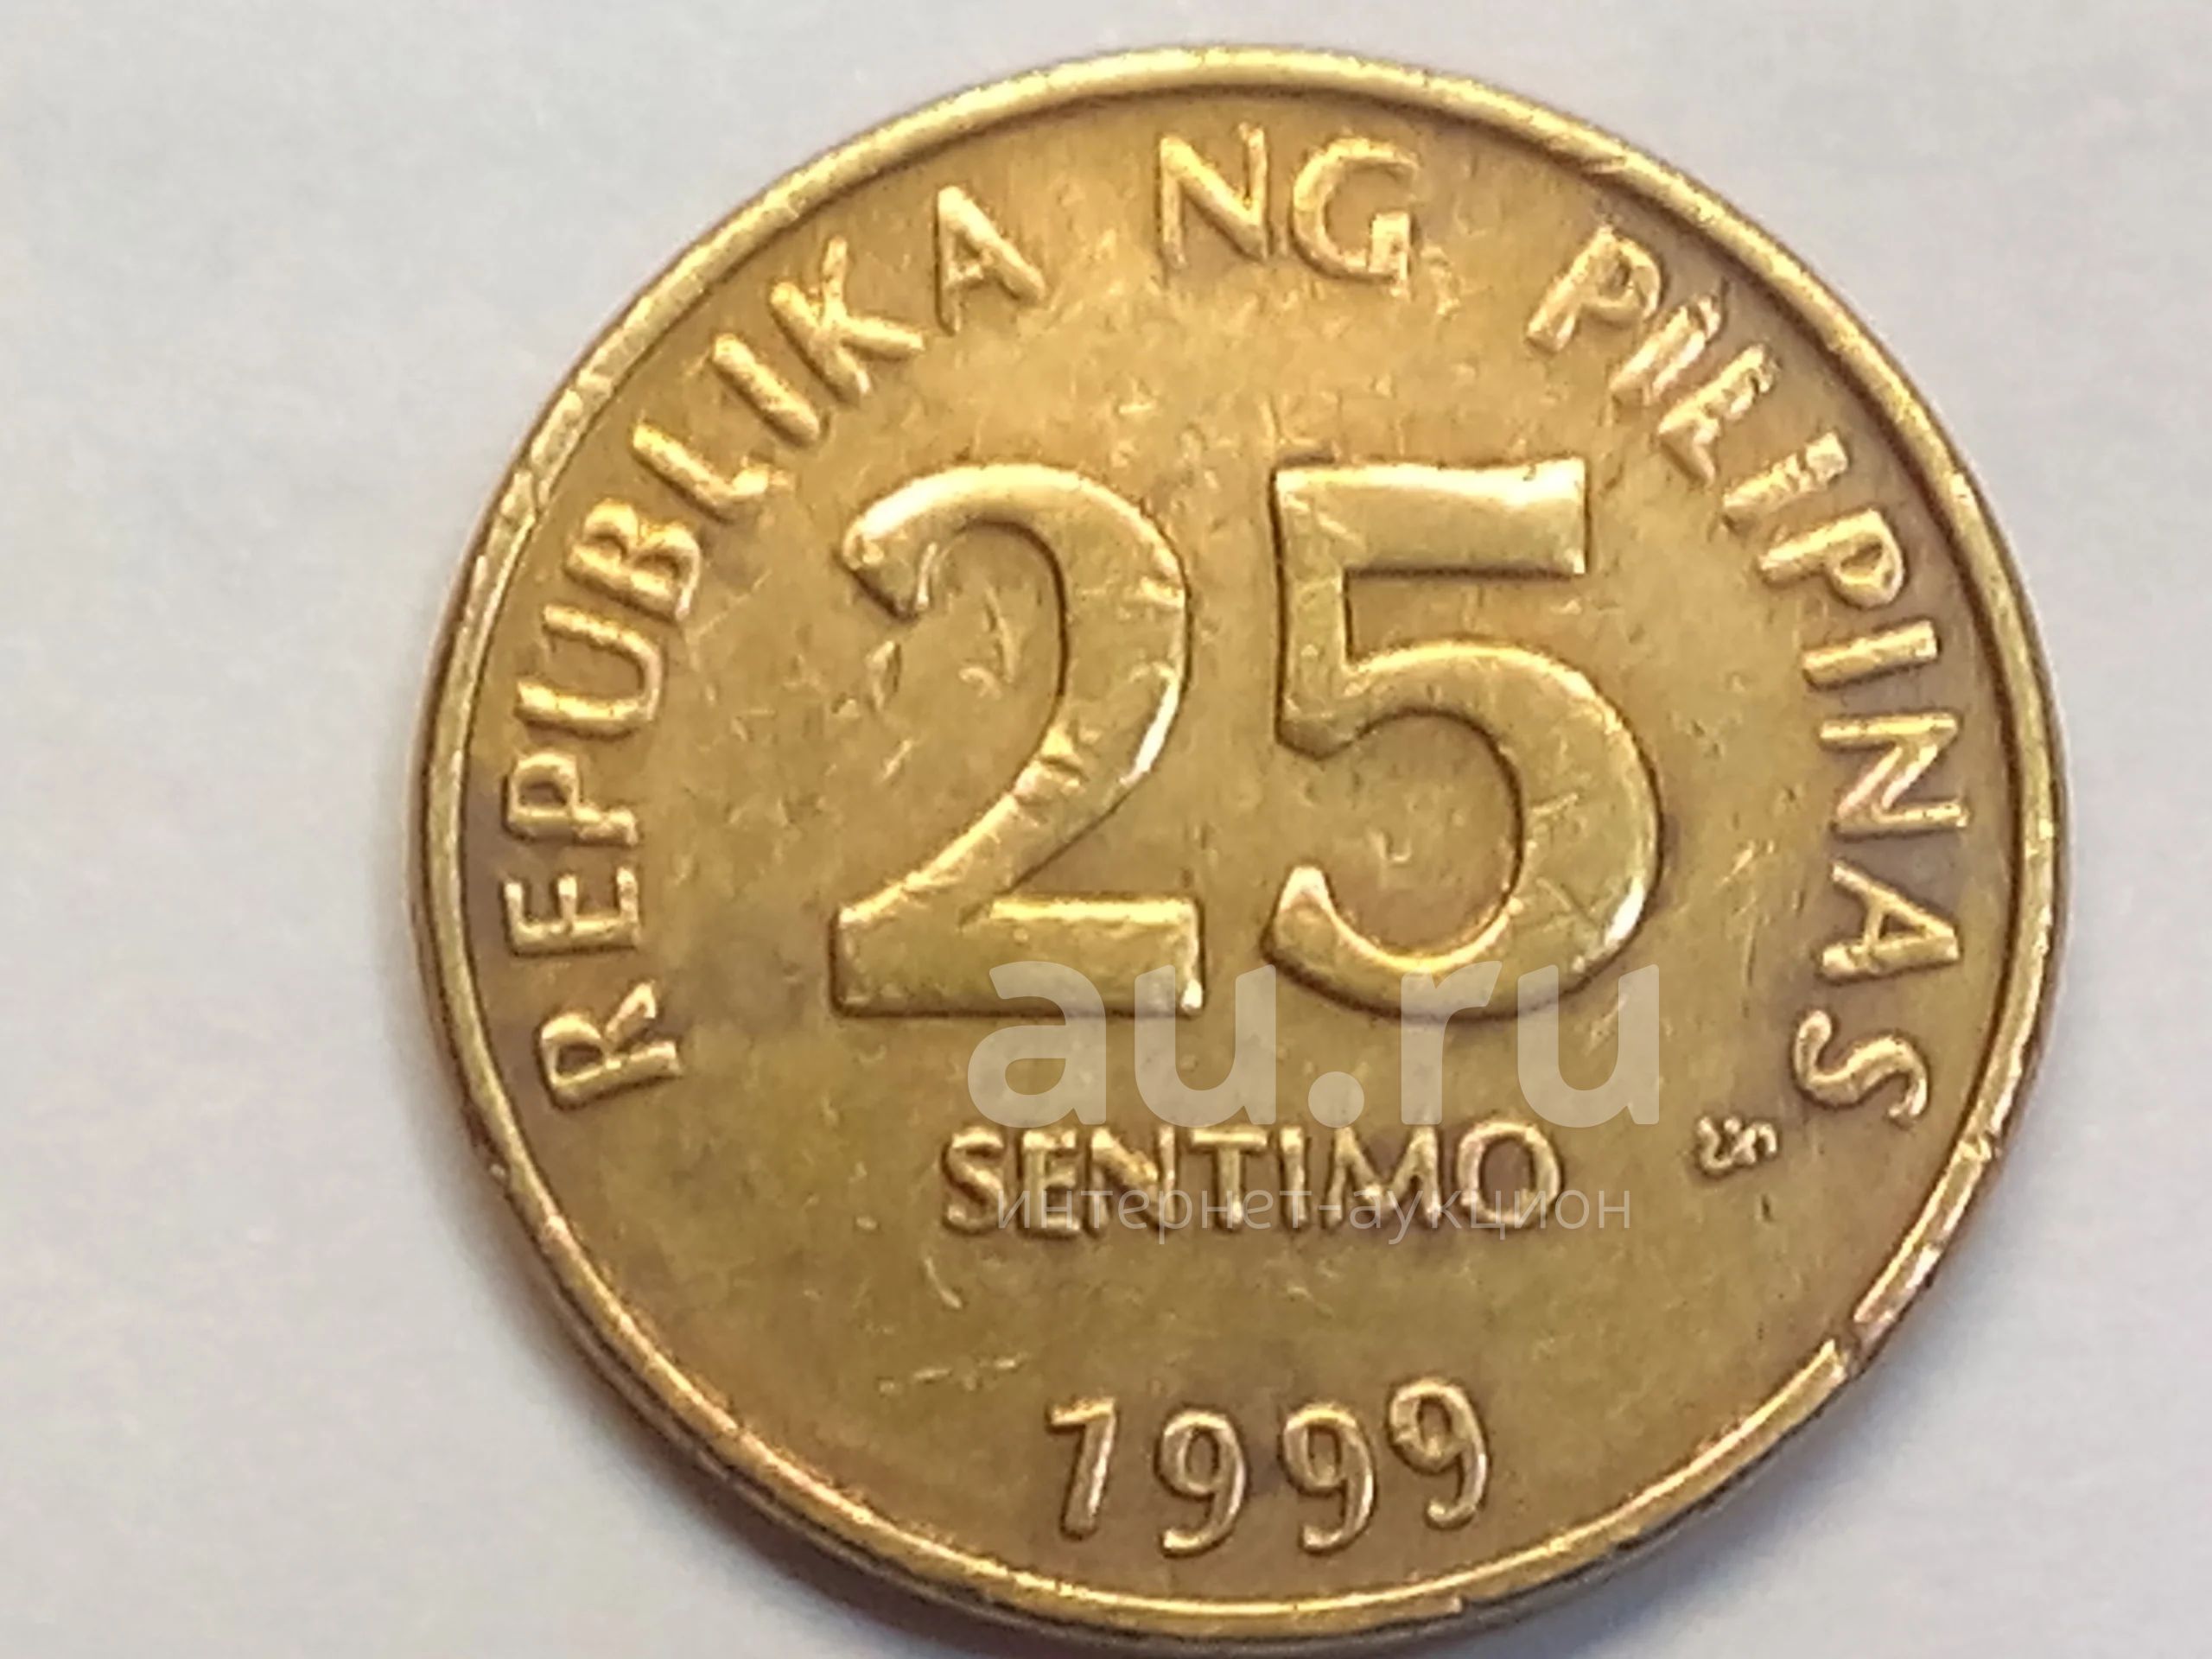 REPUBLIKA NG PILIPINAS
25
au.ru
SENTIMO
интернет-аукцион
1999